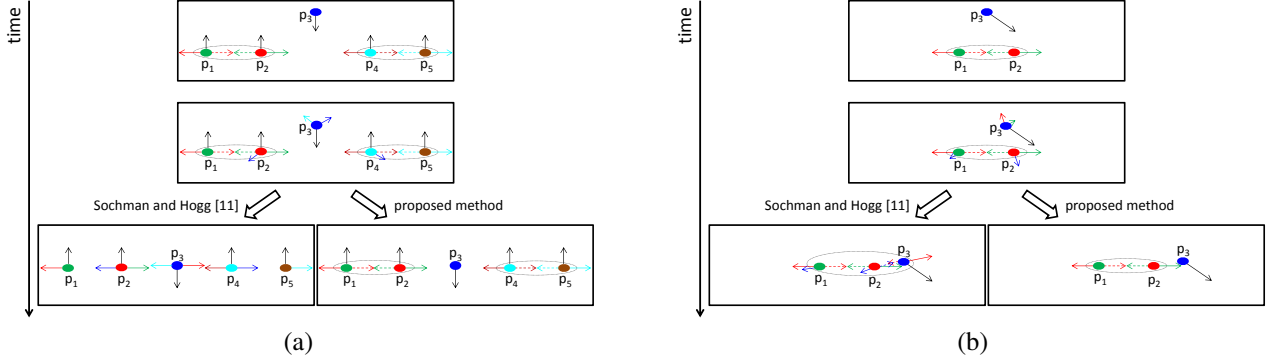 time
p3
p1 p2 p4 p5
p3
p1 p2 p4 p5
Sochman and Hogg [11] proposed method
p1 p2 p3 p4 p5
p1 p2 p3 p4 p5
(a)
time
p3
p1 p2
p3
p1 p2
Sochman and Hogg [11] proposed method
p1 p2 p3
p1 p2 p3
(b)